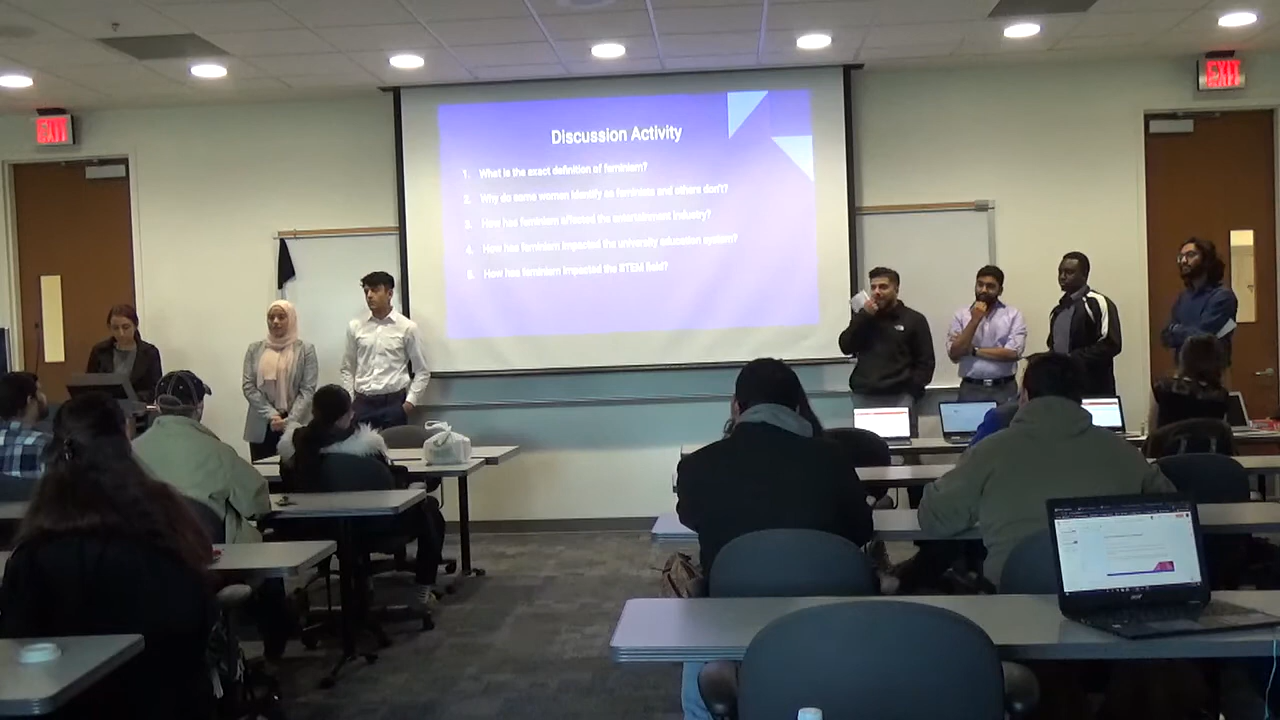 EXIT
EXIT
Discussion Activity
1. What is the exact definition of feminism?
2. Why do some women identify as feminists and others don't?
3. How has feminism affected the entertainment industry?
4. How has feminism impacted the university education system?
5. How has feminism impacted the STEM field?
acer